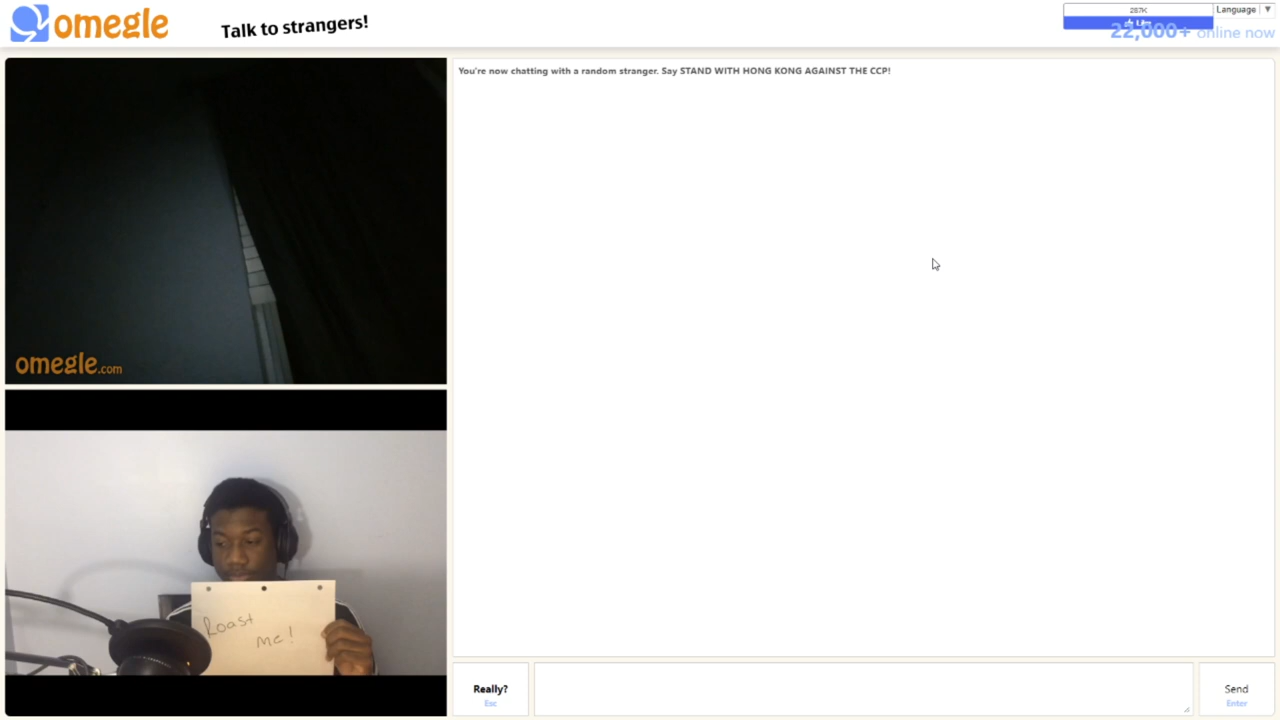 omegle
Talk to strangers!
287K
Language ▼
22,000+ online now
You're now chatting with a random stranger. Say STAND WITH HONG KONG AGAINST THE CCP!
omegle.com
Roast
me!
Really?
Esc
Send
Enter